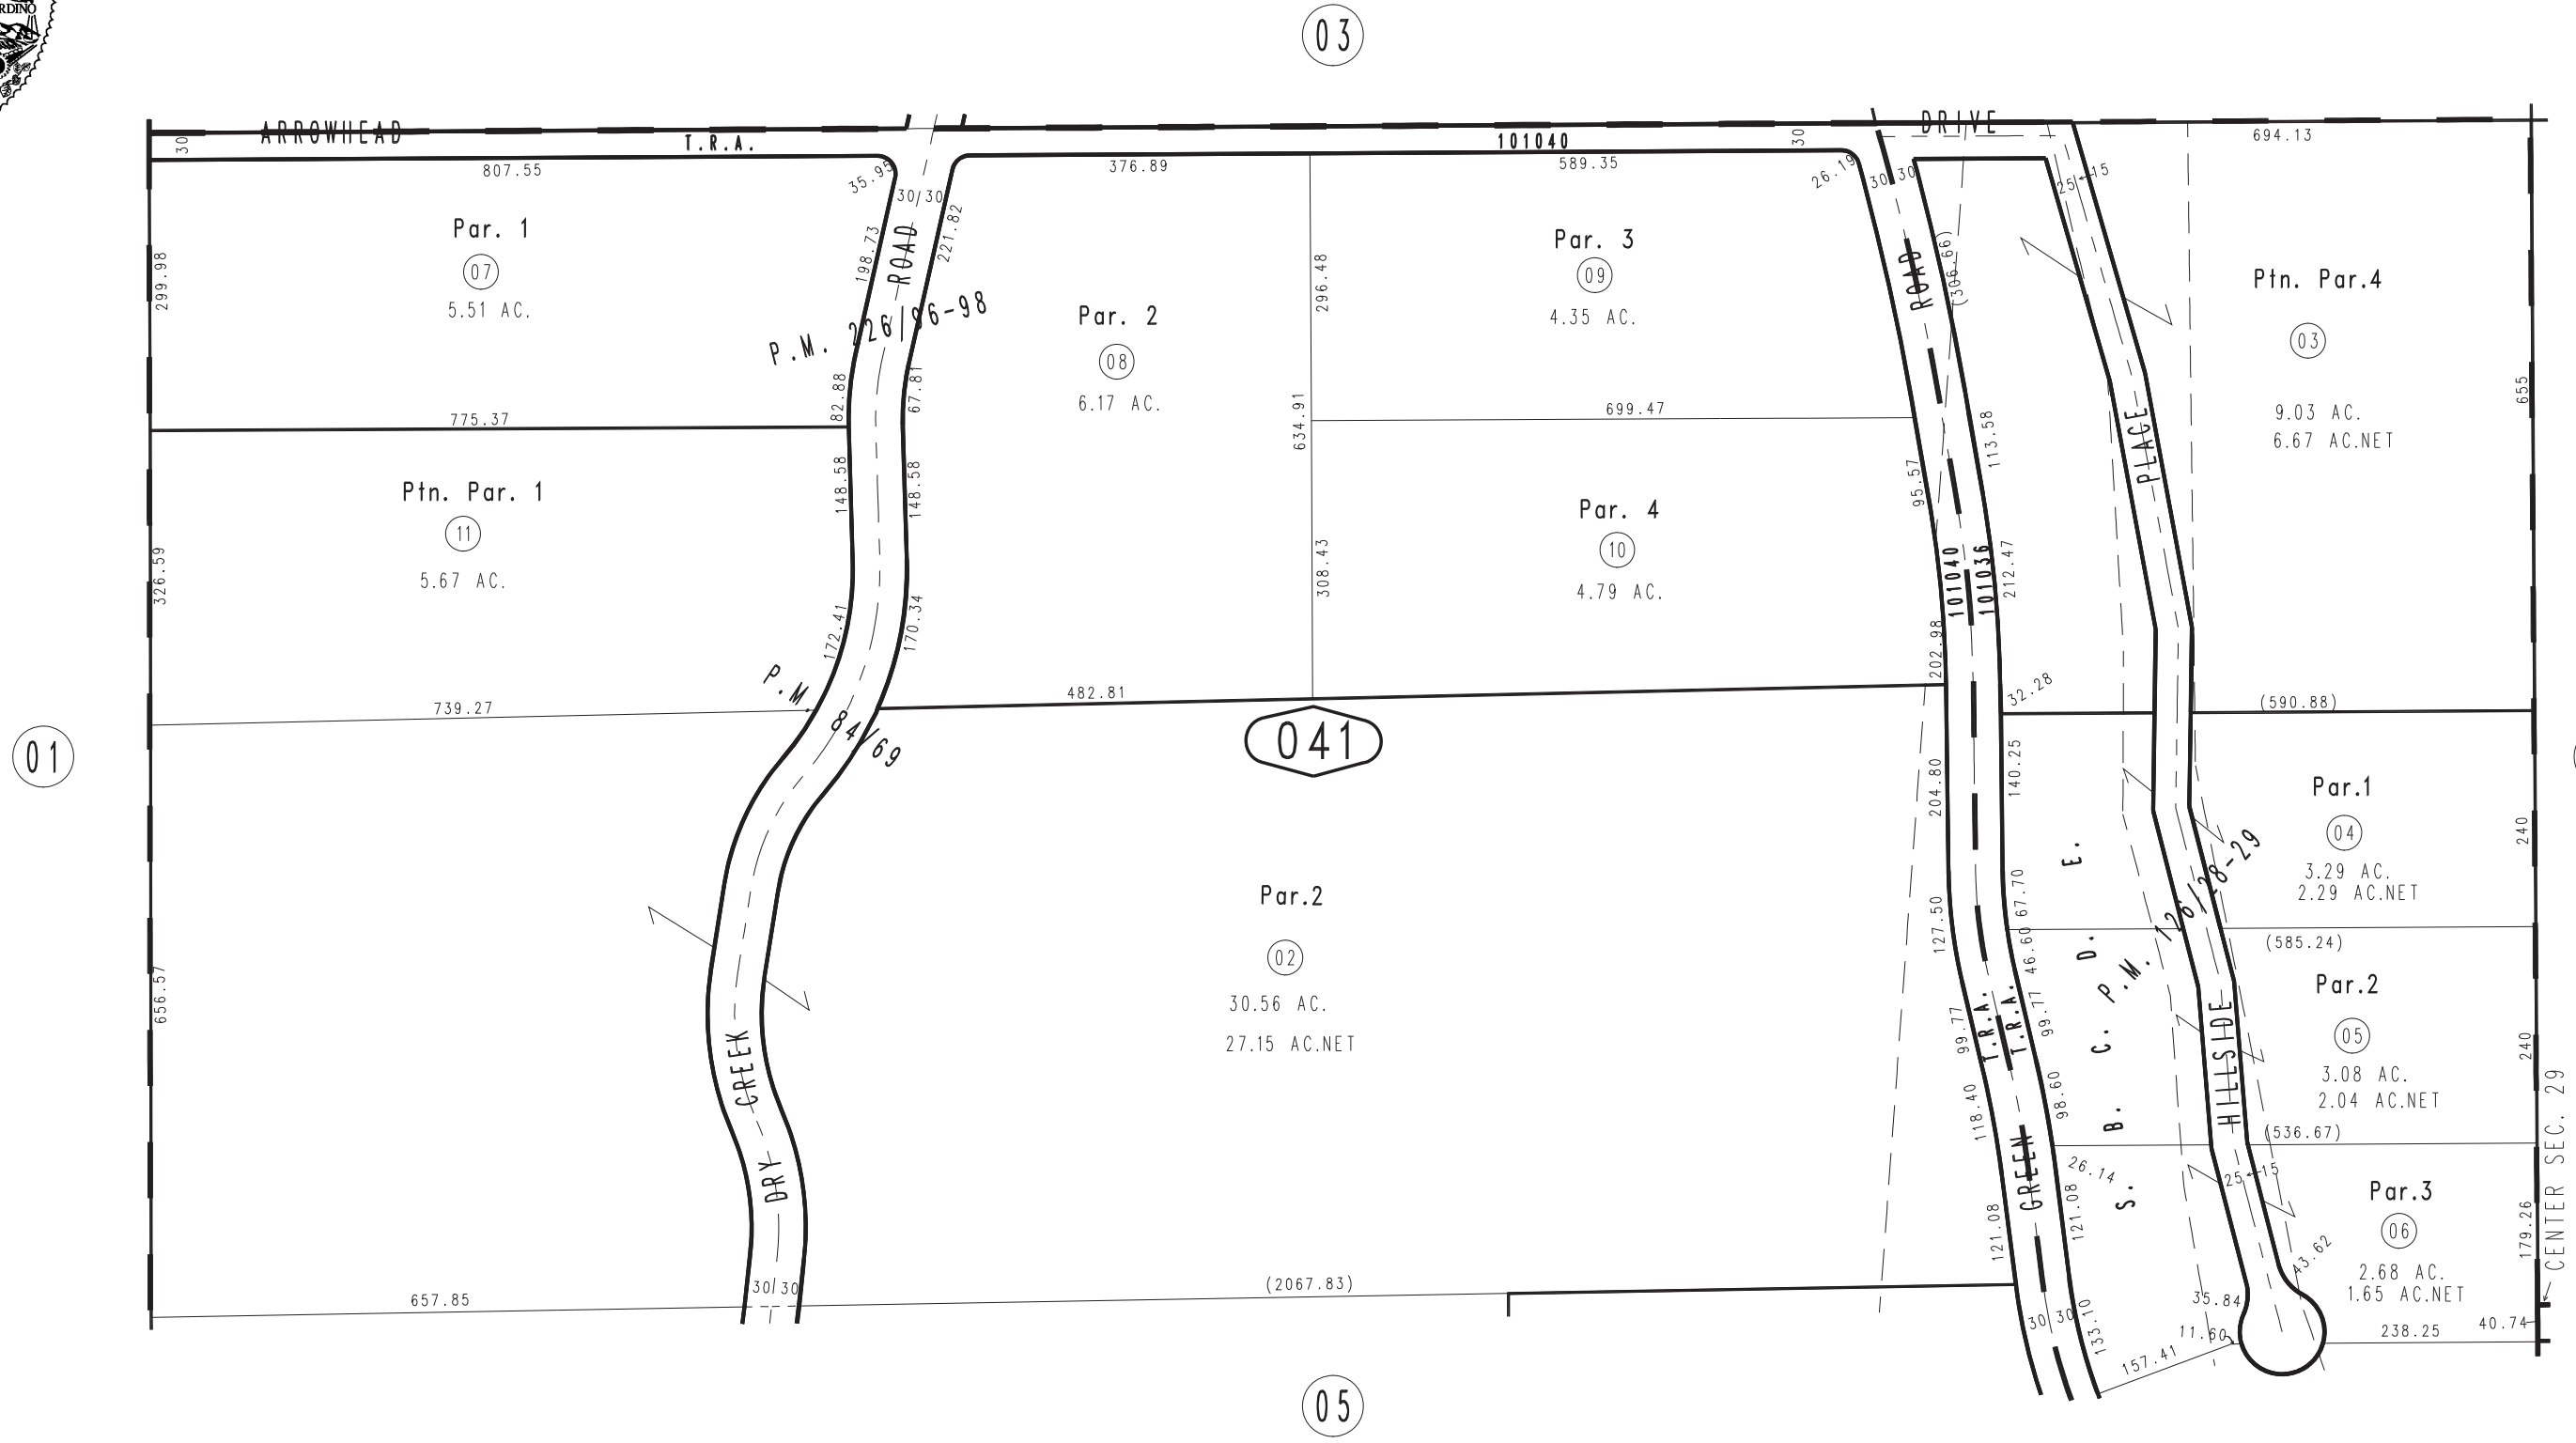 RDINO
03
ARROWHEAD
T.R.A.
101040
DRIVE
30
807.55
35.95
30/30
376.89
589.35
30
26.19
30 30
25
15
694.13
Par. 1
07
5.51 AC.
299.98
198.73
ROAD
221.82
P.M. 226/96-98
82.88
67.81
775.37
Par. 2
08
6.17 AC.
296.48
634.91
Par. 3
09
4.35 AC.
699.47
ROAD
(306.66)
Ptn. Par.4
03
9.03 AC.
6.67 AC.NET
655
PLACE
Ptn. Par. 1
11
5.67 AC.
326.59
148.58
148.58
172.41
170.34
308.43
Par. 4
10
4.79 AC.
95.57
113.58
101040
101036
212.47
202.98
32.28
739.27
P.M. 84/69
482.81
(590.88)
01
041
204.80
140.25
Par.1
04
3.29 AC.
2.29 AC.NET
240
Par.2
02
30.56 AC.
27.15 AC.NET
127.50
67.70
46.60
(585.24)
P.M. 126/28-29
S. B. C. D. E.
656.57
99.77
T.R.A.
T.R.A.
99.77
Par.2
05
3.08 AC.
2.04 AC.NET
240
HILLSIDE
118.40
98.60
(536.67)
DRY CREEK
GREEN
26.14
121.08
121.08
25
15
Par.3
06
2.68 AC.
1.65 AC.NET
179.26
CENTER SEC. 29
43.62
657.85
30/30
(2067.83)
30 30
133.10
157.41
35.84
11.60
238.25
40.74
05